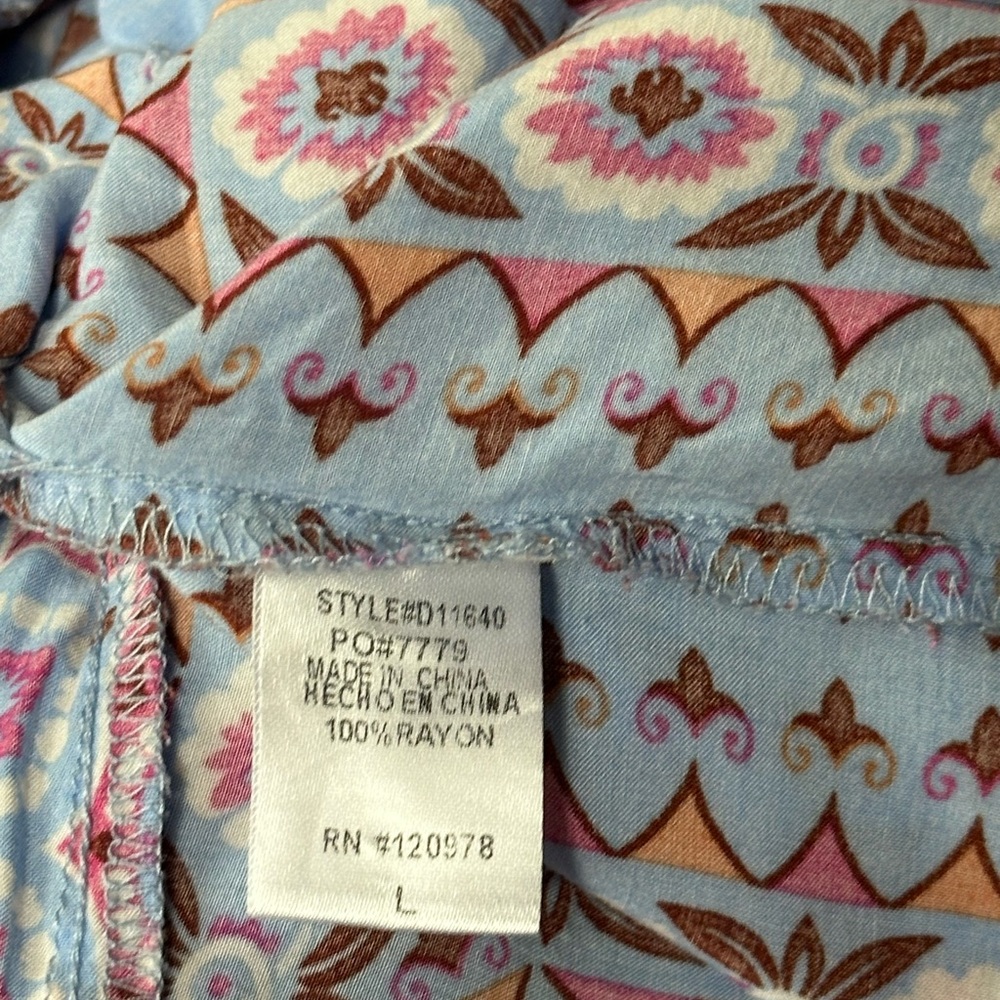 STYLE#D11640
PO#7779
MADE IN CHINA
HECHO EN CHINA
100% RAYON
RN #120978
L